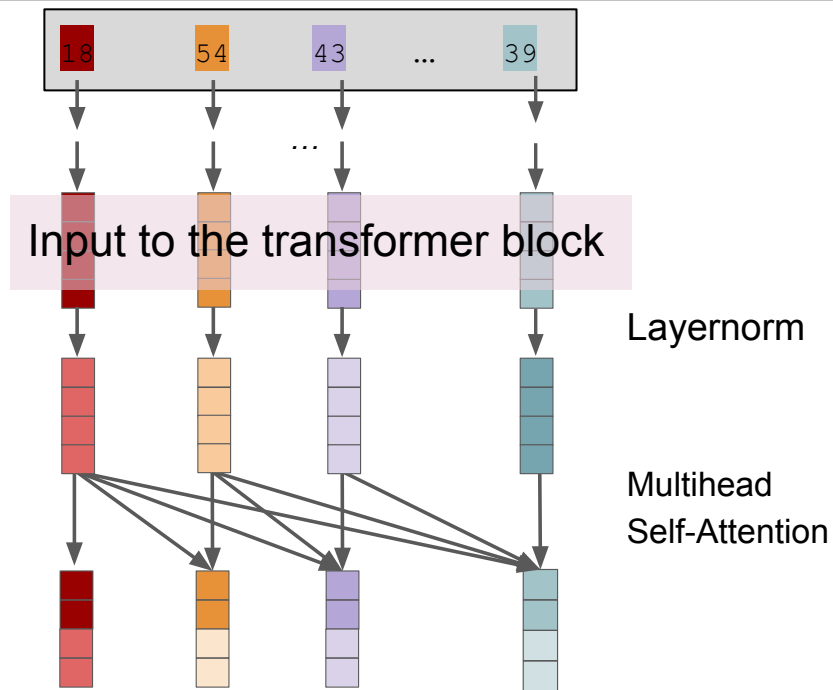 18 54 43 ... 39
...
Input to the transformer block
Layernorm
Multihead
Self-Attention